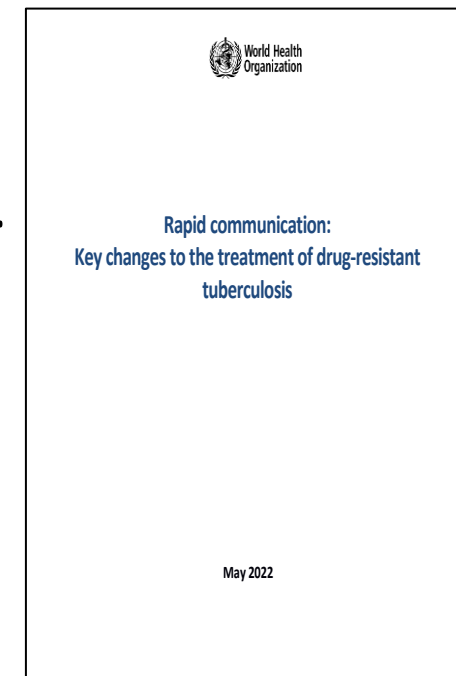 World Health
Organization
Rapid communication:
Key changes to the treatment of drug-resistant
tuberculosis
May 2022